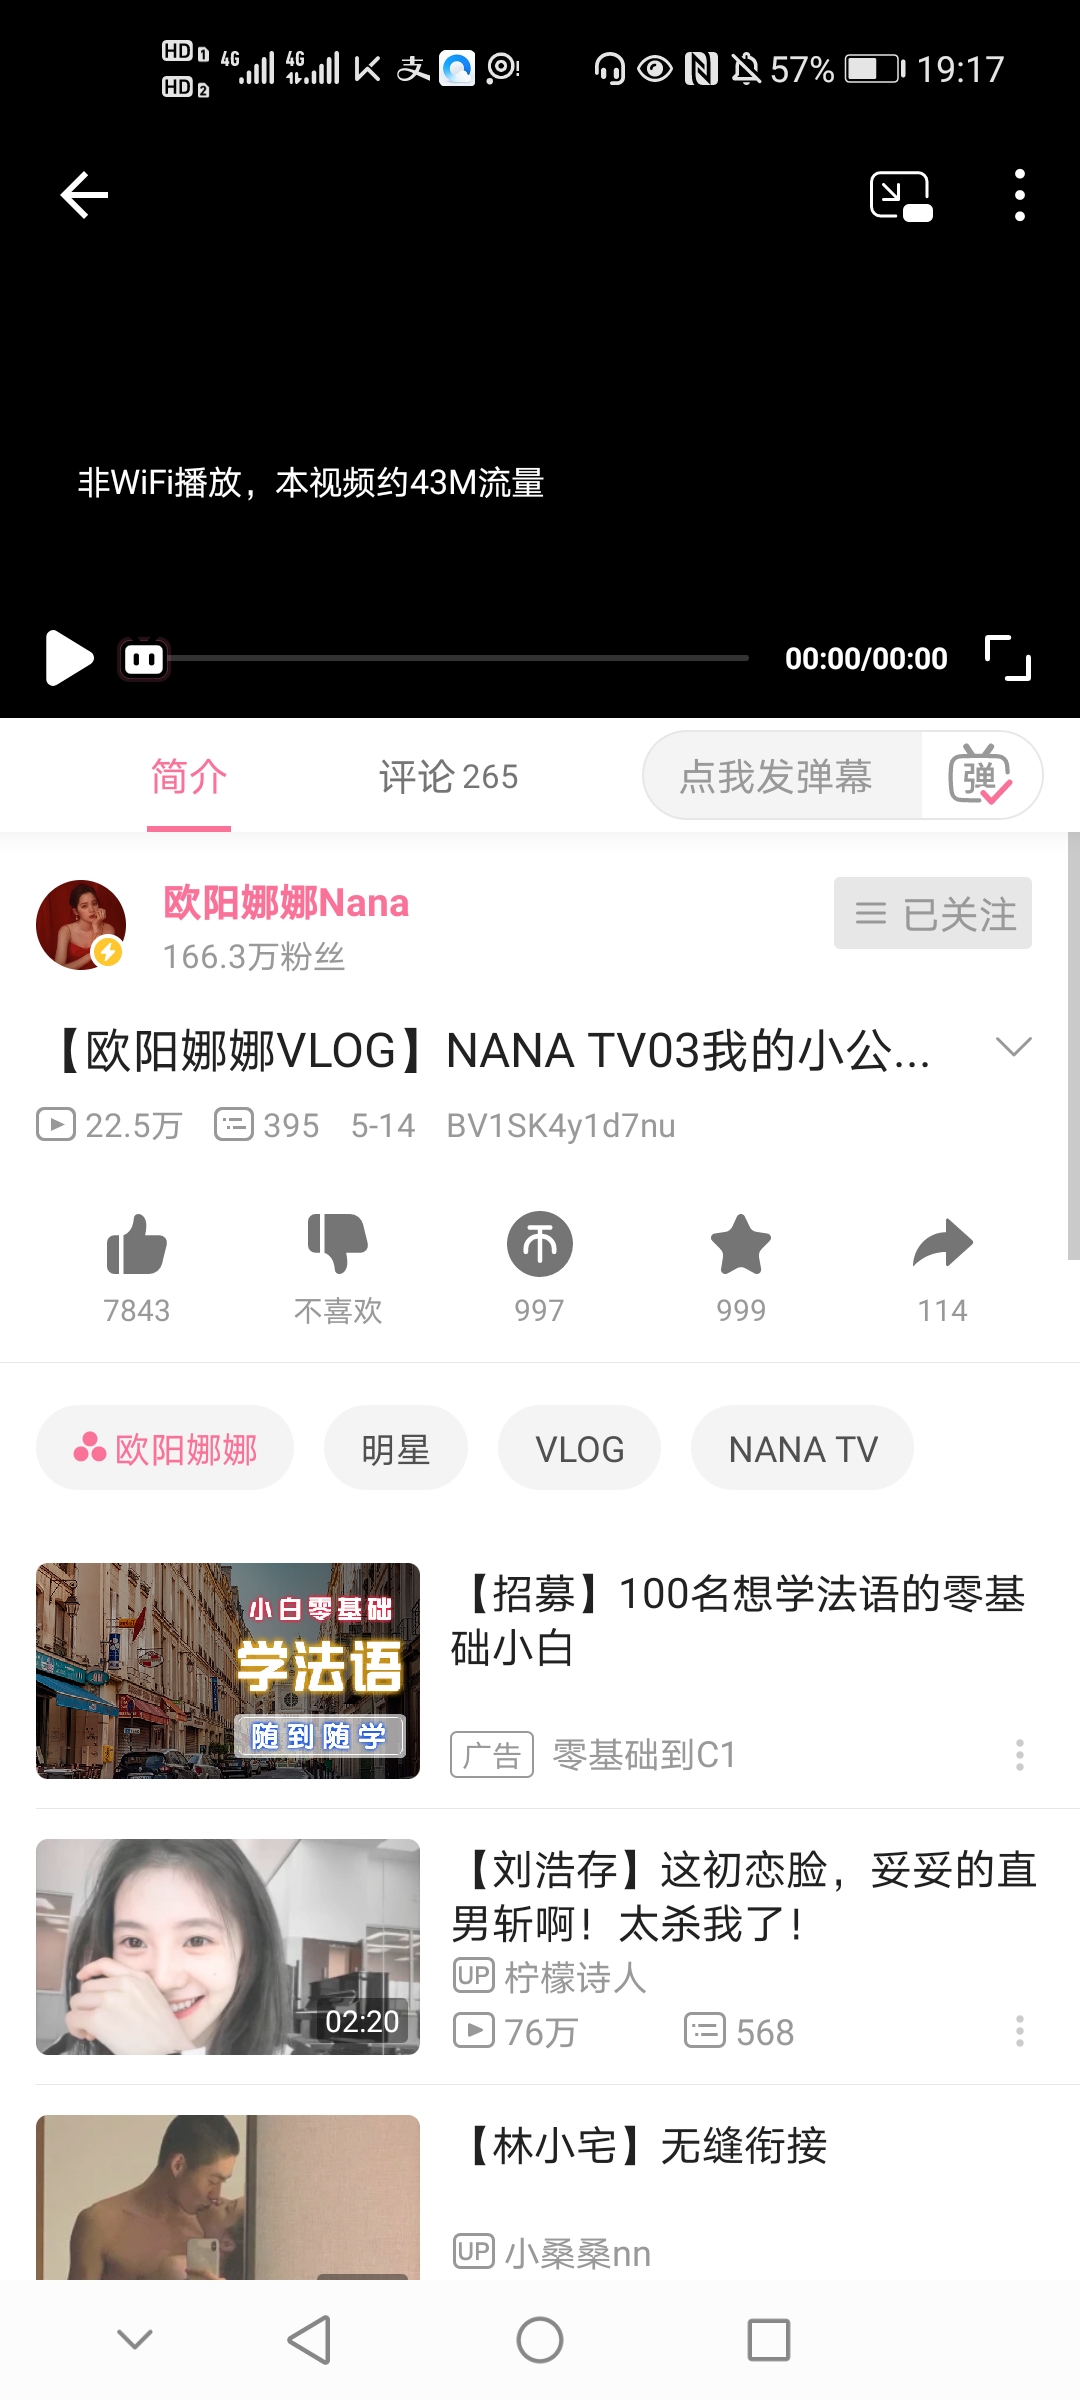 HD 1 4G 4G 57% 19:17
HD 2
非WiFi播放，本视频约43M流量
00:00/00:00
简介 评论 265 点我发弹幕 弹
欧阳娜娜Nana
166.3万粉丝
已关注
【欧阳娜娜VLOG】NANA TV03我的小公...
22.5万 395 5-14 BV1SK4y1d7nu
7843 不喜欢 997 999 114
欧阳娜娜 明星 VLOG NANA TV
小白零基础
学法语
随到随学
【招募】100名想学法语的零基
础小白
广告 零基础到C1
02:20
【刘浩存】这初恋脸，妥妥的直
男斩啊！太杀我了！
UP 柠檬诗人
76万 568
【林小宅】无缝衔接
UP 小桑桑nn